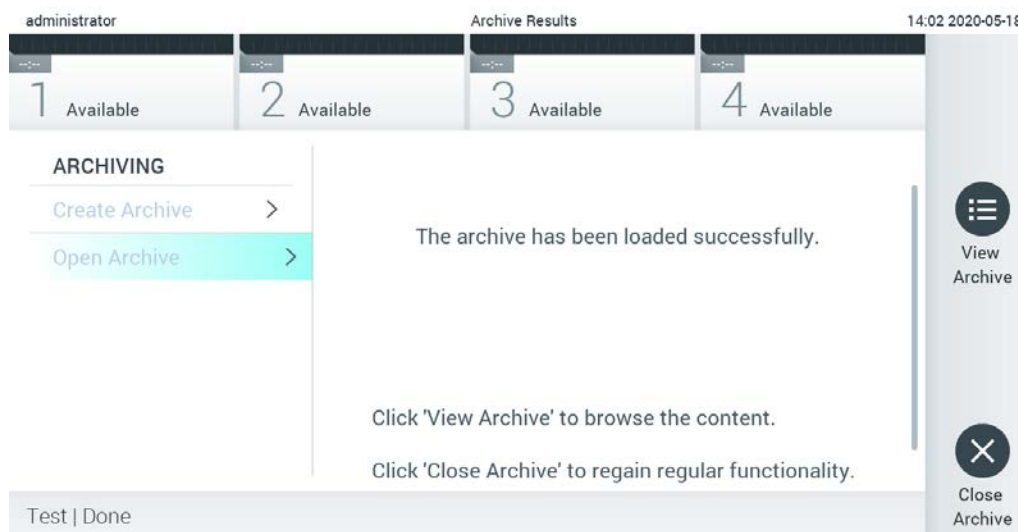 administrator Archive Results 14:02 2020-05-18
--:-- --:-- --:-- --:--
1 Available 2 Available 3 Available 4 Available
ARCHIVING
Create Archive
Open Archive
The archive has been loaded successfully.
Click 'View Archive' to browse the content.
Click 'Close Archive' to regain regular functionality.
View
Archive
Close
Archive
Test | Done